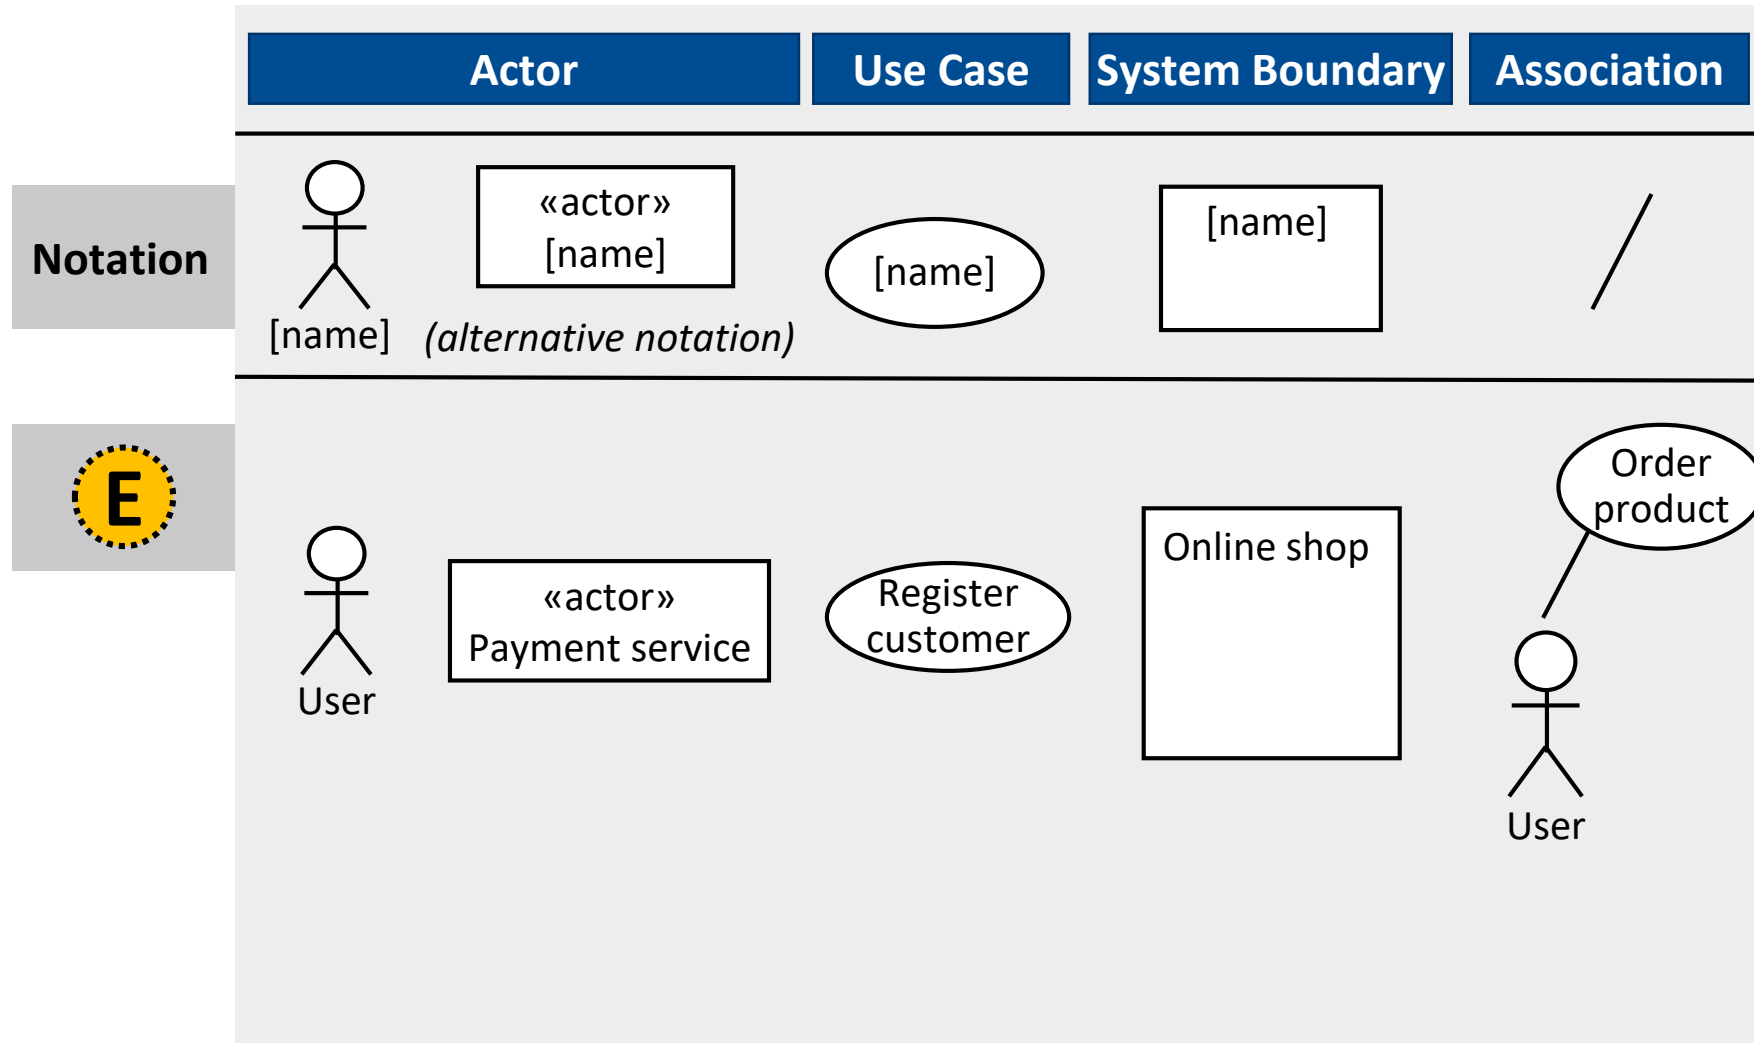 Actor
Use Case
System Boundary
Association
Notation
[name]
«actor»
[name]
(alternative notation)
[name]
[name]
E
User
«actor»
Payment service
Register
customer
Online shop
Order
product
User